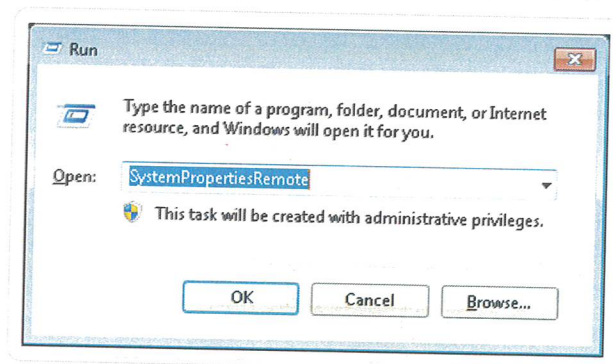 Run
Type the name of a program, folder, document, or Internet
resource, and Windows will open it for you.
Open: SystemPropertiesRemote
This task will be created with administrative privileges.
OK Cancel Browse...